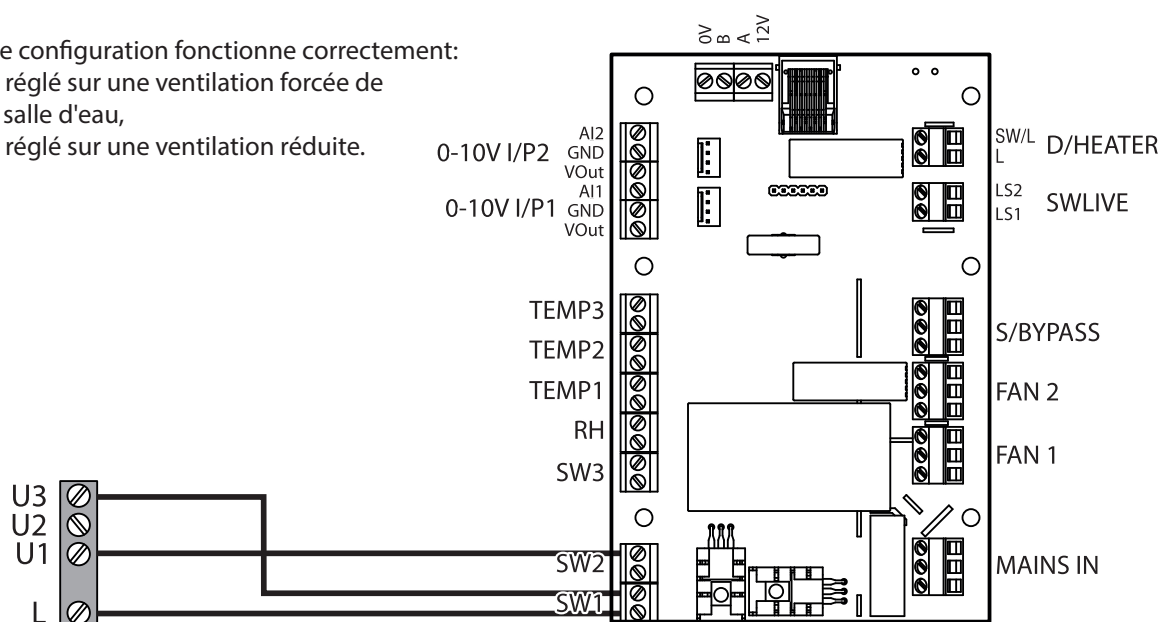 e configuration fonctionne correctement:
réglé sur une ventilation forcée de
salle d'eau,
réglé sur une ventilation réduite.
0V
B
A
12V
AI2
0-10V I/P2 GND
VOut
AI1
0-10V I/P1 GND
VOut
TEMP3
TEMP2
TEMP1
RH
SW3
SW2
SW1
U3
U2
U1
L
SW/L
L
D/HEATER
LS2
LS1
SWLIVE
S/BYPASS
FAN 2
FAN 1
MAINS IN